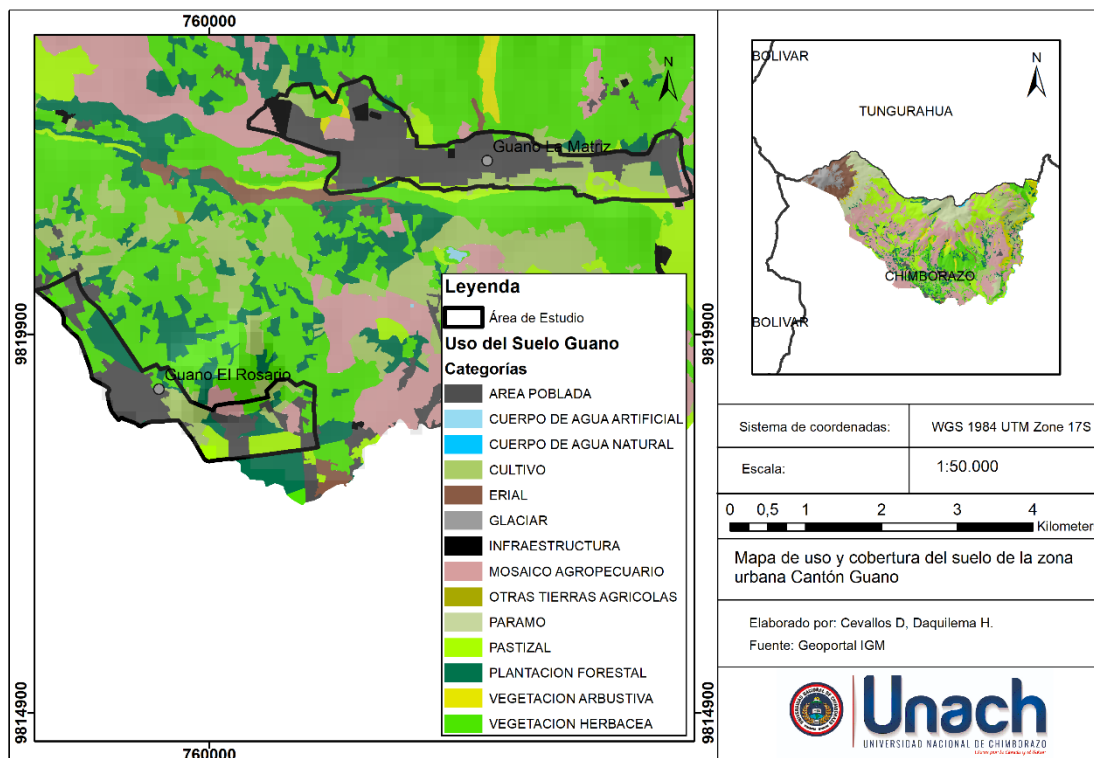 760000
N
Guano La Matriz
9819900
9819900
Guano El Rosario
Leyenda
Área de Estudio
Uso del Suelo Guano
Categorías
AREA POBLADA
CUERPO DE AGUA ARTIFICIAL
CUERPO DE AGUA NATURAL
CULTIVO
ERIAL
GLACIAR
INFRAESTRUCTURA
MOSAICO AGROPECUARIO
OTRAS TIERRAS AGRICOLAS
PARAMO
PASTIZAL
PLANTACION FORESTAL
VEGETACION ARBUSTIVA
VEGETACION HERBACEA
9814900
9814900
760000
BOLIVAR
N
TUNGURAHUA
CHIMBORAZO
BOLIVAR
Sistema de coordenadas: WGS 1984 UTM Zone 17S
Escala: 1:50.000
0 0,5 1 2 3 4
Kilometer
Mapa de uso y cobertura del suelo de la zona
urbana Cantón Guano
Elaborado por: Cevallos D, Daquilema H.
Fuente: Geoportal IGM
Unach
UNIVERSIDAD NACIONAL DE CHIMBORAZO